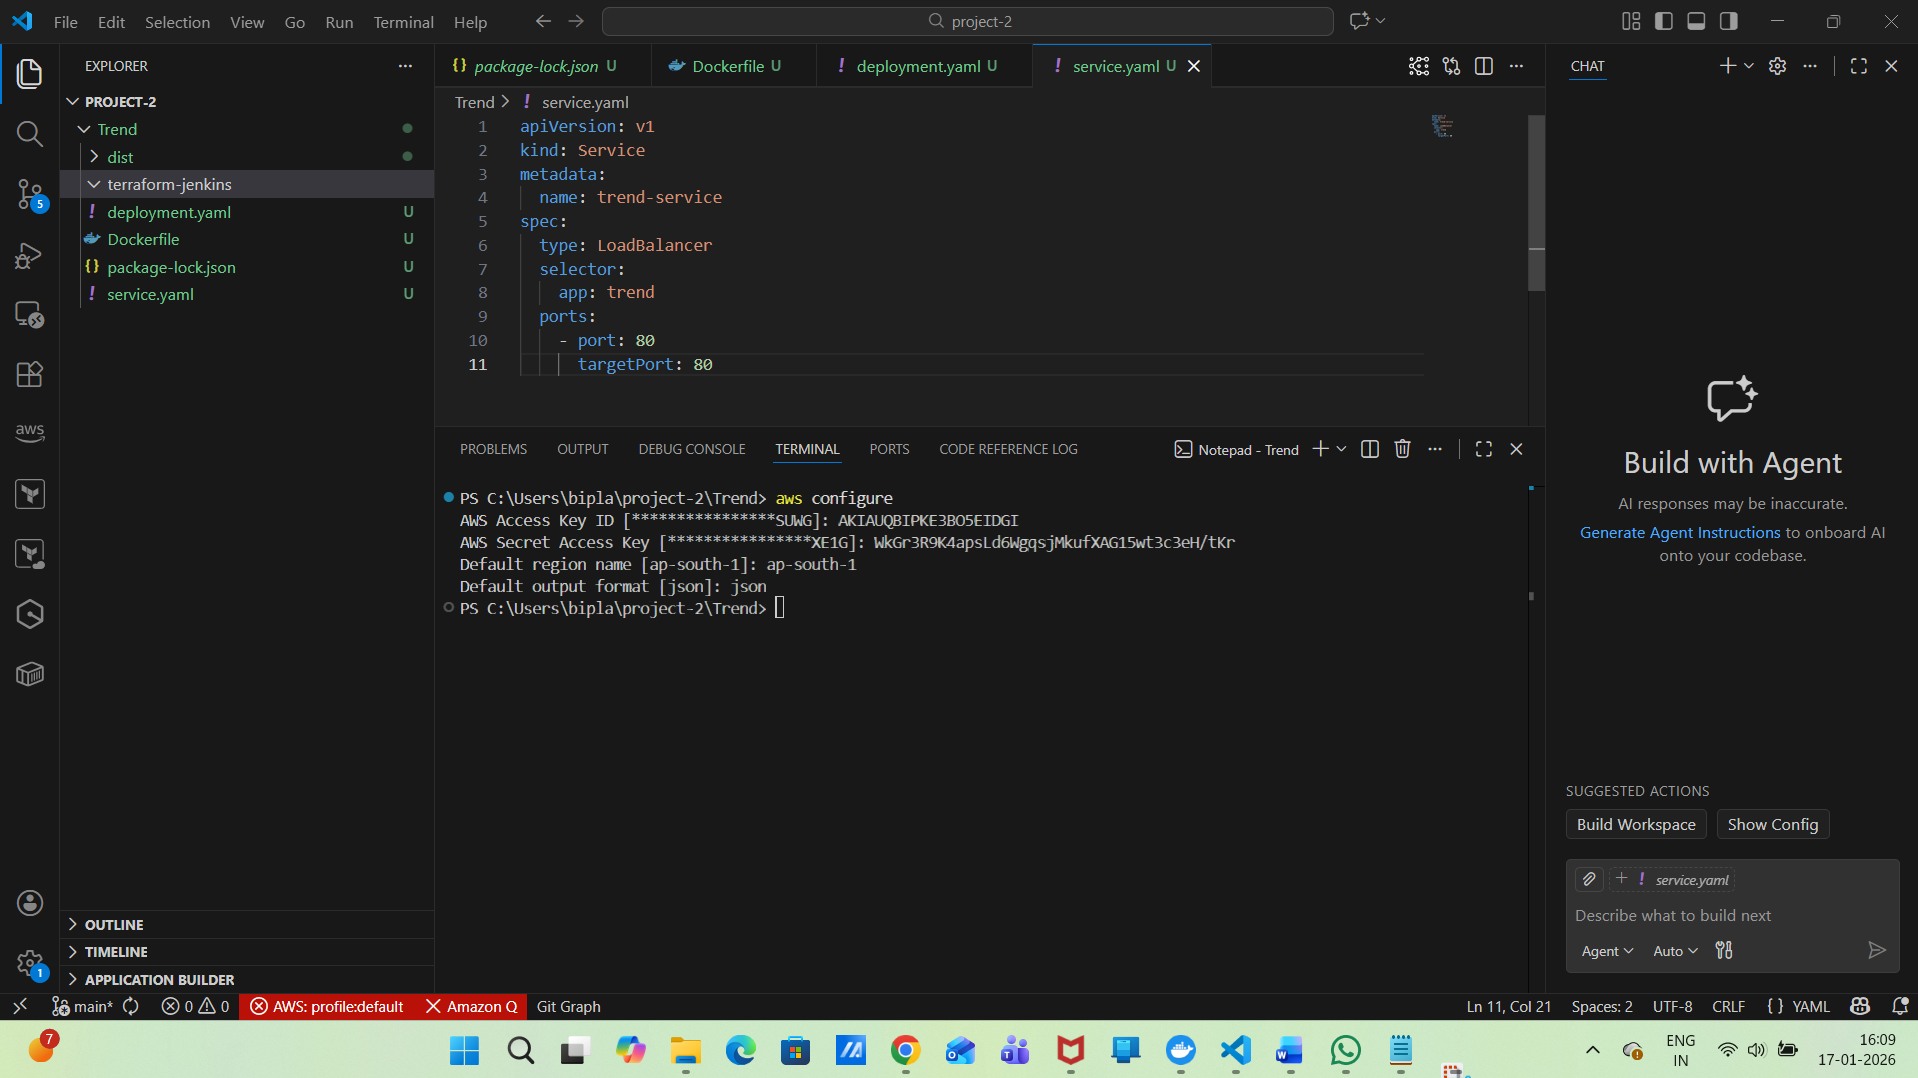 File Edit Selection View Go Run Terminal Help
project-2
EXPLORER
PROJECT-2
Trend
dist
terraform-jenkins
deployment.yaml U
Dockerfile U
package-lock.json U
service.yaml U
OUTLINE
TIMELINE
APPLICATION BUILDER
aws
5
1
package-lock.json U
Dockerfile U
deployment.yaml U
service.yaml U
Trend > service.yaml
1 apiVersion: v1
2 kind: Service
3 metadata:
4 name: trend-service
5 spec:
6 type: LoadBalancer
7 selector:
8 app: trend
9 ports:
10 - port: 80
11 targetPort: 80
PROBLEMS OUTPUT DEBUG CONSOLE TERMINAL PORTS CODE REFERENCE LOG
Notepad - Trend
PS C:\Users\bipla\project-2\Trend> aws configure
AWS Access Key ID [****************SUWG]: AKIAUQBIPKE3BO5EIDGI
AWS Secret Access Key [****************XE1G]: 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
Default region name [ap-south-1]: ap-south-1
Default output format [json]: json
PS C:\Users\bipla\project-2\Trend>
CHAT
Build with Agent
AI responses may be inaccurate.
Generate Agent Instructions to onboard AI
onto your codebase.
SUGGESTED ACTIONS
Build Workspace Show Config
service.yaml
Describe what to build next
Agent Auto
main* 0 0 AWS: profile:default Amazon Q Git Graph
Ln 11, Col 21 Spaces: 2 UTF-8 CRLF YAML
7
ENG
IN
16:09
17-01-2026